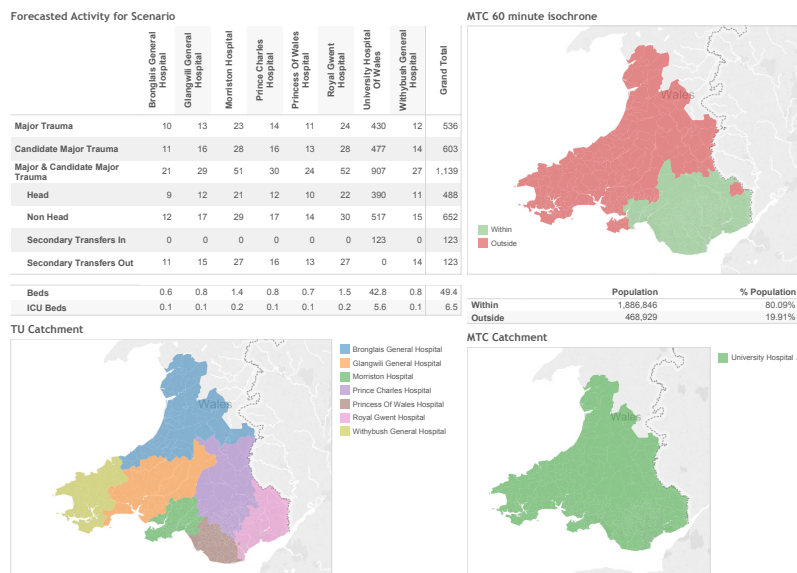 Forecasted Activity for Scenario
Bronglais General Hospital
Glangwili General Hospital
Morriston Hospital
Prince Charles Hospital
Princess Of Wales Hospital
Royal Gwent Hospital
University Hospital Of Wales
Withybush General Hospital
Grand Total
Major Trauma 10 13 23 14 11 24 430 12 536
Candidate Major Trauma 11 16 28 16 13 28 477 14 603
Major & Candidate Major Trauma 21 29 51 30 24 52 907 27 1,139
Head 9 12 21 12 10 22 390 11 488
Non Head 12 17 29 17 14 30 517 15 652
Secondary Transfers In 0 0 0 0 0 0 123 0 123
Secondary Transfers Out 11 15 27 16 13 27 0 14 123
Beds 0.6 0.8 1.4 0.8 0.7 1.5 42.8 0.8 49.4
ICU Beds 0.1 0.1 0.2 0.1 0.1 0.2 5.6 0.1 6.5
MTC 60 minute isochrone
Wales
Within
Outside
Population % Population
Within 1,886,846 80.09%
Outside 468,929 19.91%
TU Catchment
Wales
Bronglais General Hospital
Glangwili General Hospital
Morriston Hospital
Prince Charles Hospital
Princess Of Wales Hospital
Royal Gwent Hospital
Withybush General Hospital
MTC Catchment
Wales
University Hospital .